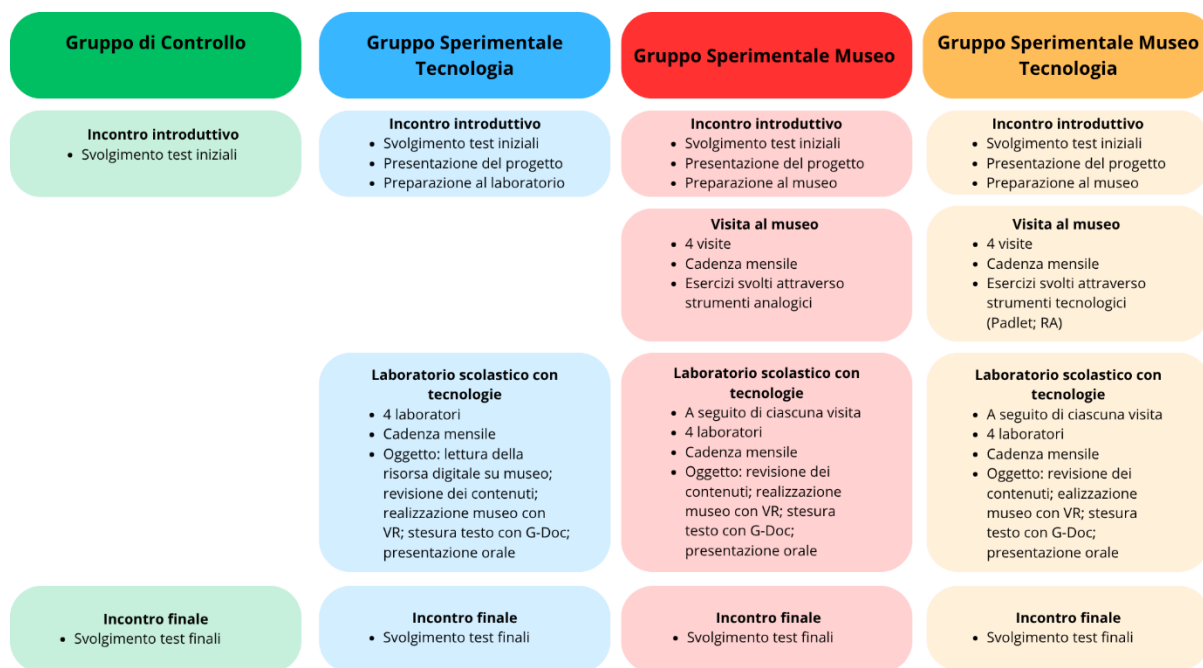 Gruppo di Controllo
Gruppo Sperimentale
Tecnologia
Gruppo Sperimentale Museo
Gruppo Sperimentale Museo
Tecnologia
Incontro introduttivo
• Svolgimento test iniziali
Incontro introduttivo
• Svolgimento test iniziali
• Presentazione del progetto
• Preparazione al laboratorio
Incontro introduttivo
• Svolgimento test iniziali
• Presentazione del progetto
• Preparazione al museo
Incontro introduttivo
• Svolgimento test iniziali
• Presentazione del progetto
• Preparazione al museo
Visita al museo
• 4 visite
• Cadenza mensile
• Esercizi svolti attraverso
strumenti analogici
Visita al museo
• 4 visite
• Cadenza mensile
• Esercizi svolti attraverso
strumenti tecnologici
(Padlet; RA)
Laboratorio scolastico con
tecnologie
• 4 laboratori
• Cadenza mensile
• Oggetto: lettura della
risorsa digitale su museo;
revisione dei contenuti;
realizzazione museo con
VR; stesura testo con G-Doc;
presentazione orale
Laboratorio scolastico con
tecnologie
• A seguito di ciascuna visita
• 4 laboratori
• Cadenza mensile
• Oggetto: revisione dei
contenuti; realizzazione
museo con VR; stesura
testo con G-Doc;
presentazione orale
Laboratorio scolastico con
tecnologie
• A seguito di ciascuna visita
• 4 laboratori
• Cadenza mensile
• Oggetto: revisione dei
contenuti; ealizzazione
museo con VR; stesura
testo con G-Doc;
presentazione orale
Incontro finale
• Svolgimento test finali
Incontro finale
• Svolgimento test finali
Incontro finale
• Svolgimento test finali
Incontro finale
• Svolgimento test finali